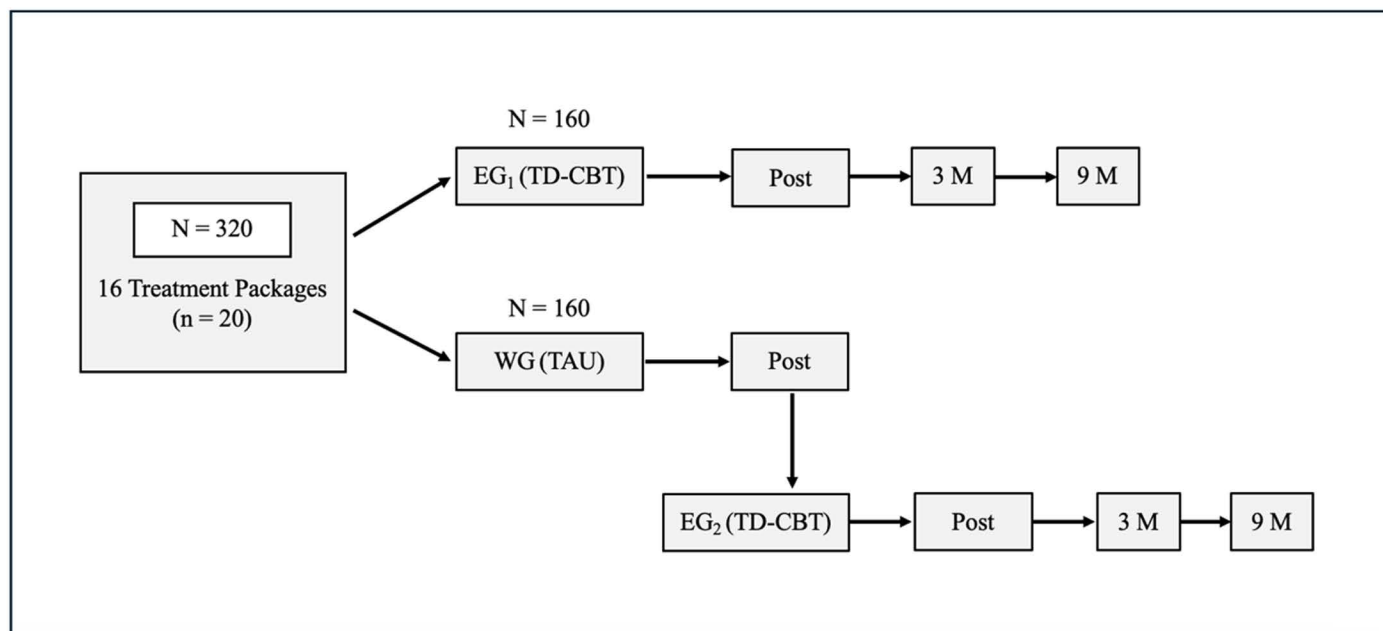 N = 320
16 Treatment Packages
(n = 20)
N = 160
EG₁ (TD-CBT)
Post
3 M
9 M
N = 160
WG (TAU)
Post
EG₂ (TD-CBT)
Post
3 M
9 M